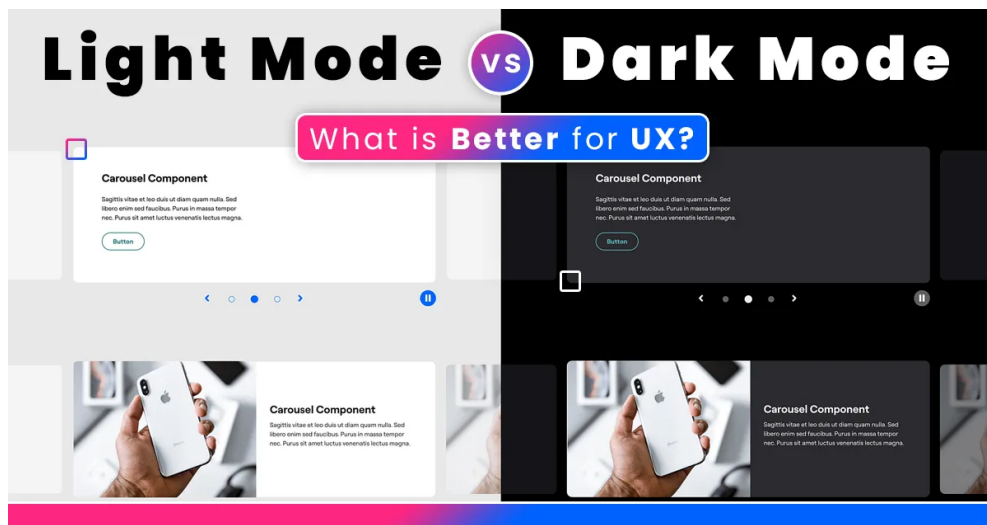 Light Mode vs Dark Mode
What is Better for UX?
Carousel Component
Sagittis vitae et leo duis ut diam quam nulla. Sed
libero enim sed faucibus. Purus in massa tempor
nec. Purus sit amet luctus venenatis lectus magna.
Button
Carousel Component
Sagittis vitae et leo duis ut diam quam nulla. Sed
libero enim sed faucibus. Purus in massa tempor
nec. Purus sit amet luctus venenatis lectus magna.
Button
Carousel Component
Sagittis vitae et leo duis ut diam quam nulla. Sed
libero enim sed faucibus. Purus in massa tempor
nec. Purus sit amet luctus venenatis lectus magna.
Carousel Component
Sagittis vitae et leo duis ut diam quam nulla. Sed
libero enim sed faucibus. Purus in massa tempor
nec. Purus sit amet luctus venenatis lectus magna.